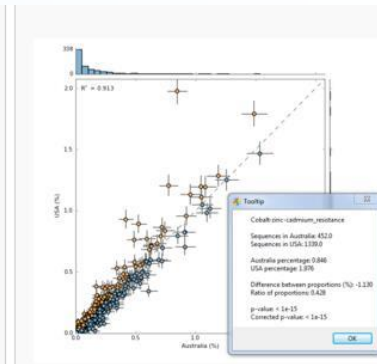 338
0
2.0
R² = 0.913
1.5
USA (%)
1.0
0.5
0.0
0.0
0.5
1.0
Australia (%)
Tooltip
Cobalt-zinc-cadmium_resistance
Sequences in Australia: 452.0
Sequences in USA: 1339.0
Australia percentage: 0.846
USA percentage: 1.976
Difference between proportions (%): -1.130
Ratio of proportions: 0.428
p-value: < 1e-15
Corrected p-value: < 1e-15
OK